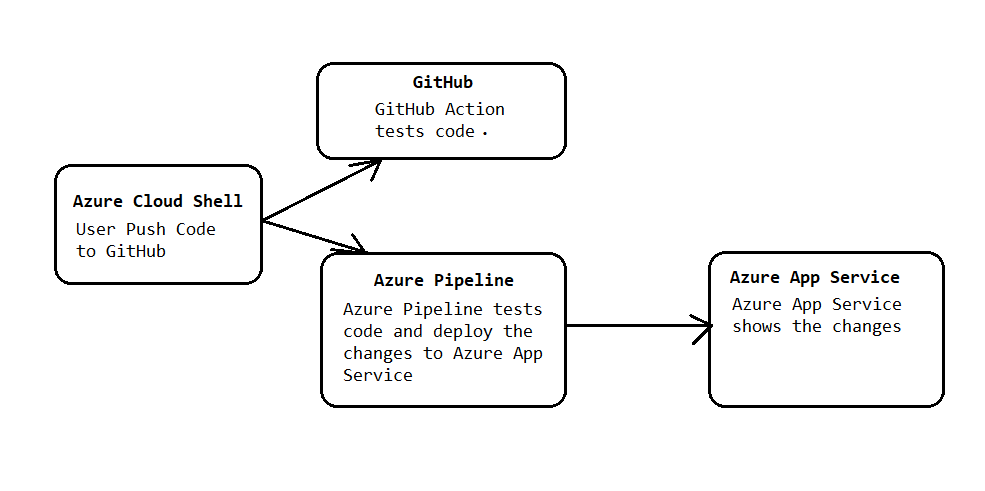 GitHub
GitHub Action
tests code.
Azure Cloud Shell
User Push Code
to GitHub
Azure Pipeline
Azure Pipeline tests
code and deploy the
changes to Azure App
Service
Azure App Service
Azure App Service
shows the changes